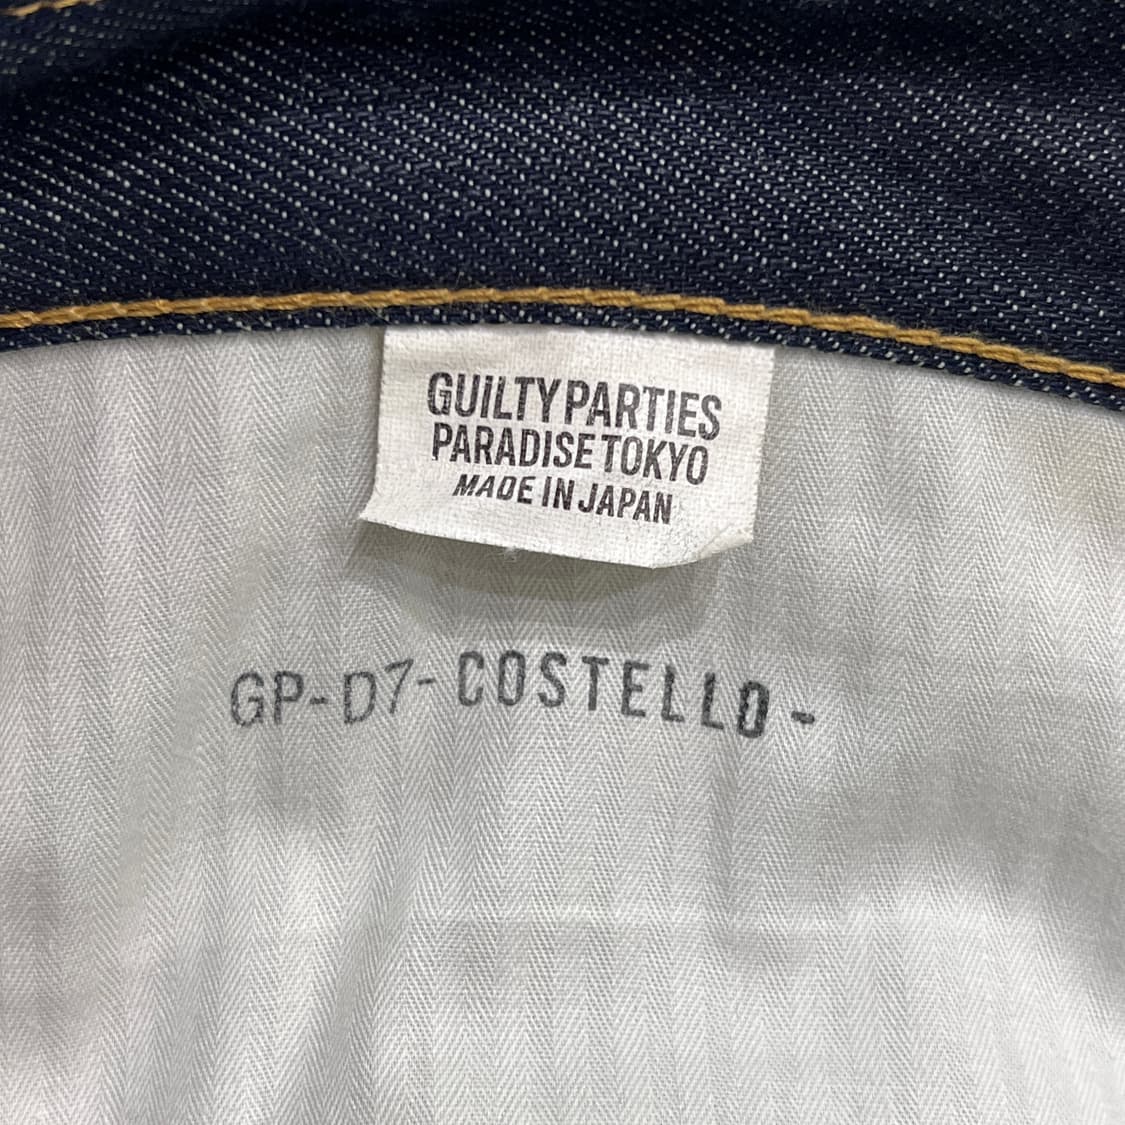 GUILTY PARTIES
PARADISE TOKYO
MADE IN JAPAN
GP-D7-COSTELLO-